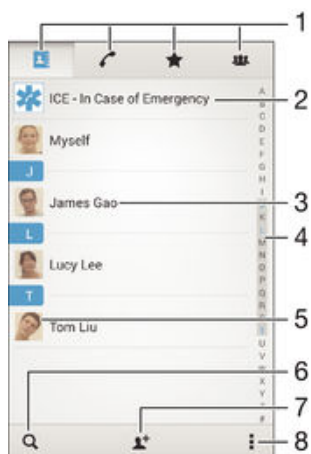 1
ICE - In Case of Emergency
2
Myself
J
James Gao
3
L
4
Lucy Lee
T
Tom Liu
5
6
7
8
A
B
C
D
E
F
G
H
I
J
K
L
M
N
O
P
Q
R
S
T
U
V
W
X
Y
#